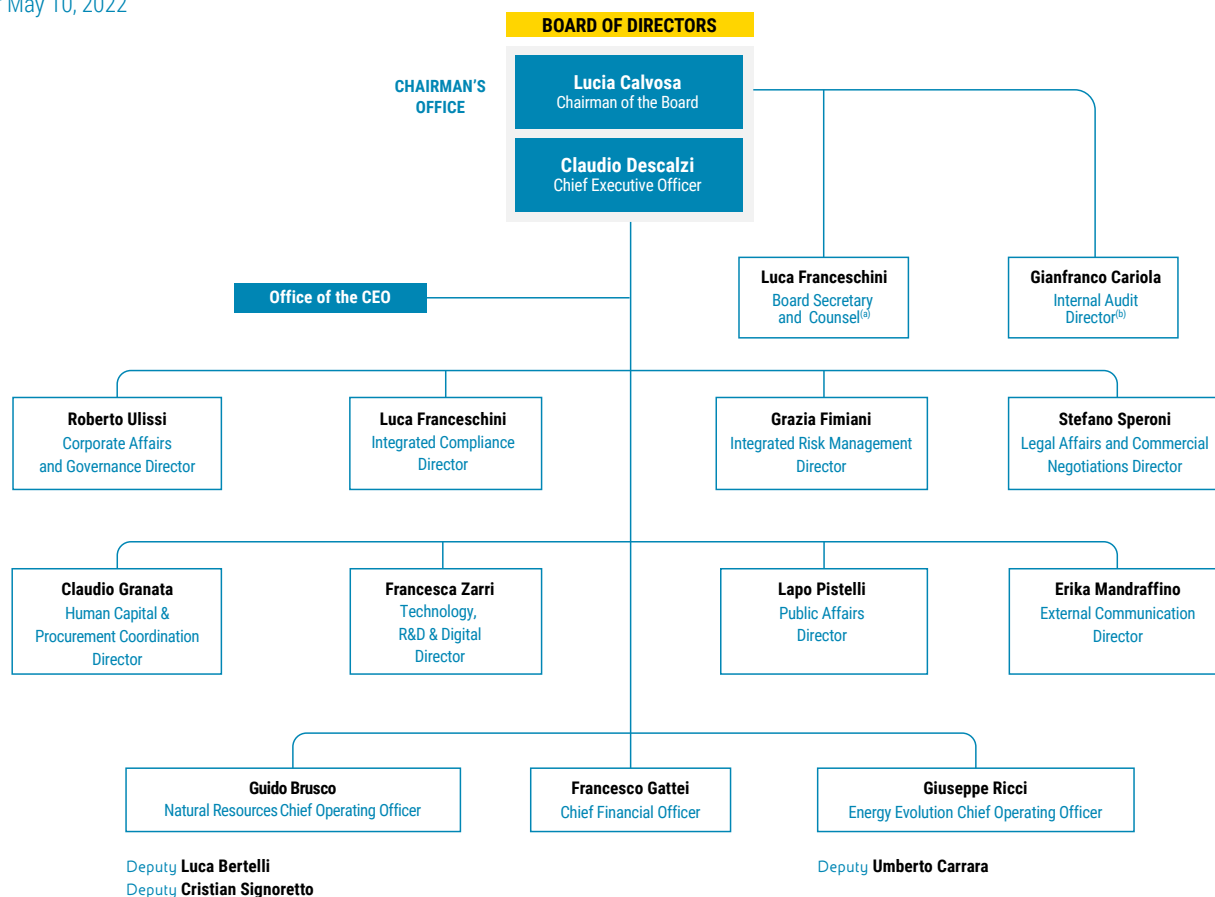 May 10, 2022
BOARD OF DIRECTORS
CHAIRMAN'S
OFFICE
Lucia Calvosa
Chairman of the Board
Claudio Descalzi
Chief Executive Officer
Office of the CEO
Luca Franceschini
Board Secretary
and Counsel(a)
Gianfranco Cariola
Internal Audit
Director(b)
Roberto Ulissi
Corporate Affairs
and Governance Director
Luca Franceschini
Integrated Compliance
Director
Grazia Fimiani
Integrated Risk Management
Director
Stefano Speroni
Legal Affairs and Commercial
Negotiations Director
Claudio Granata
Human Capital &
Procurement Coordination
Director
Francesca Zarri
Technology,
R&D & Digital
Director
Lapo Pistelli
Public Affairs
Director
Erika Mandraffino
External Communication
Director
Guido Brusco
Natural Resources Chief Operating Officer
Francesco Gattei
Chief Financial Officer
Giuseppe Ricci
Energy Evolution Chief Operating Officer
Deputy Luca Bertelli
Deputy Cristian Signoretto
Deputy Umberto Carrara